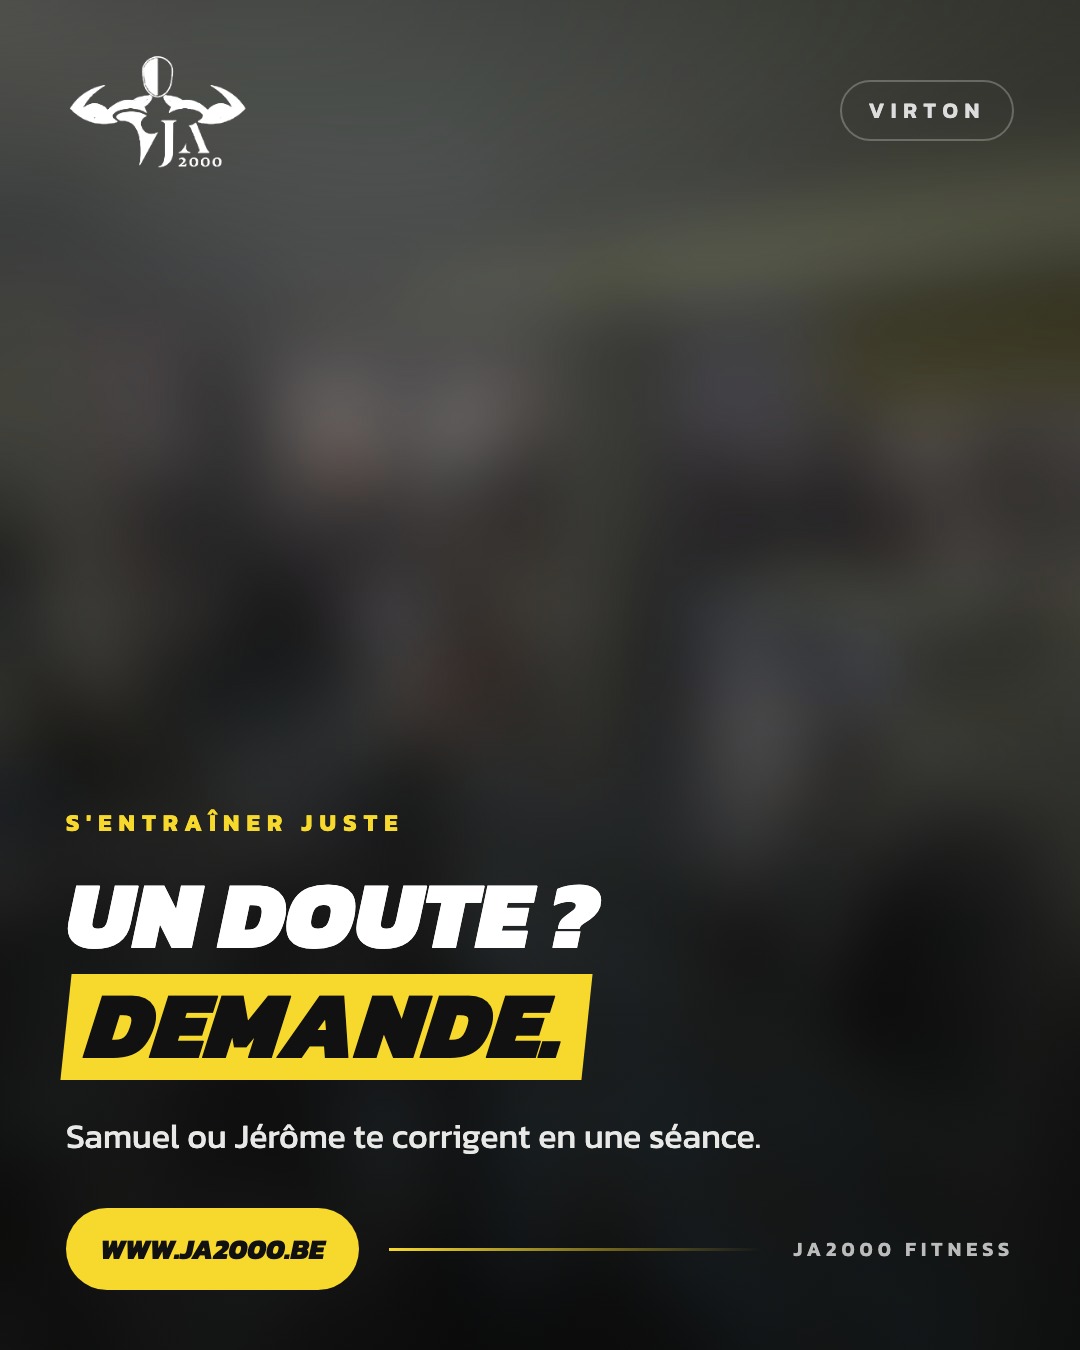 JA
2000
VIRTON
S'ENTRAÎNER JUSTE
UN DOUTE ?
DEMANDE.
Samuel ou Jérôme te corrigent en une séance.
WWW.JA2000.BE
JA2000 FITNESS